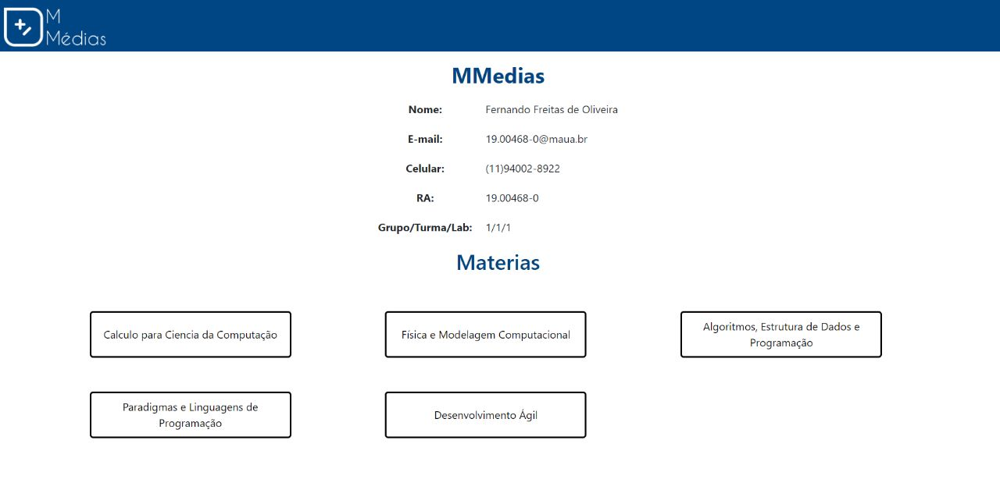 M
Médias
MMedias
Nome: Fernando Freitas de Oliveira
E-mail: 19.00468-0@maua.br
Celular: (11)94002-8922
RA: 19.00468-0
Grupo/Turma/Lab: 1/1/1
Materias
Calculo para Ciencia da Computação
Física e Modelagem Computacional
Algoritmos, Estrutura de Dados e
Programação
Paradigmas e Linguagens de
Programação
Desenvolvimento Ágil